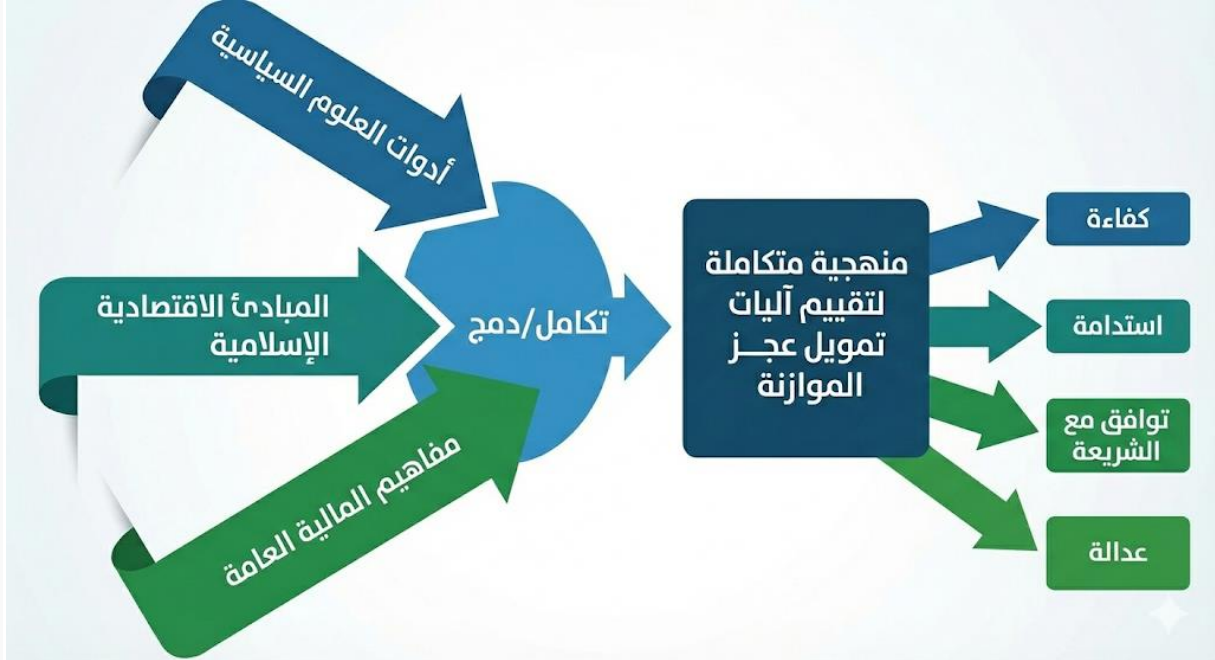 أدوات العلوم السياسية
المبادئ الاقتصادية
الإسلامية
مفاهيم المالية العامة
تكامل/دمج
منهجية متكاملة
لتقييم آليات
تمويل عجز
الموازنة
كفاءة
استدامة
توافق مع
الشريعة
عدالة